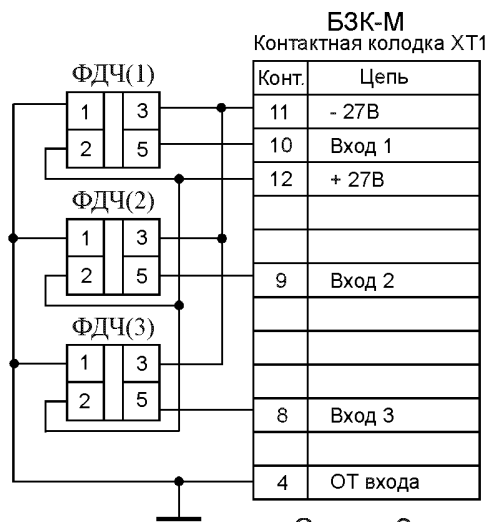 БЗК-М
Контактная колодка XT1
Конт. Цепь
ФДЧ(1)
1 3
2 5
11 - 27В
10 Вход 1
12 + 27В
ФДЧ(2)
1 3
2 5
9 Вход 2
ФДЧ(3)
1 3
2 5
8 Вход 3
4 ОТ входа